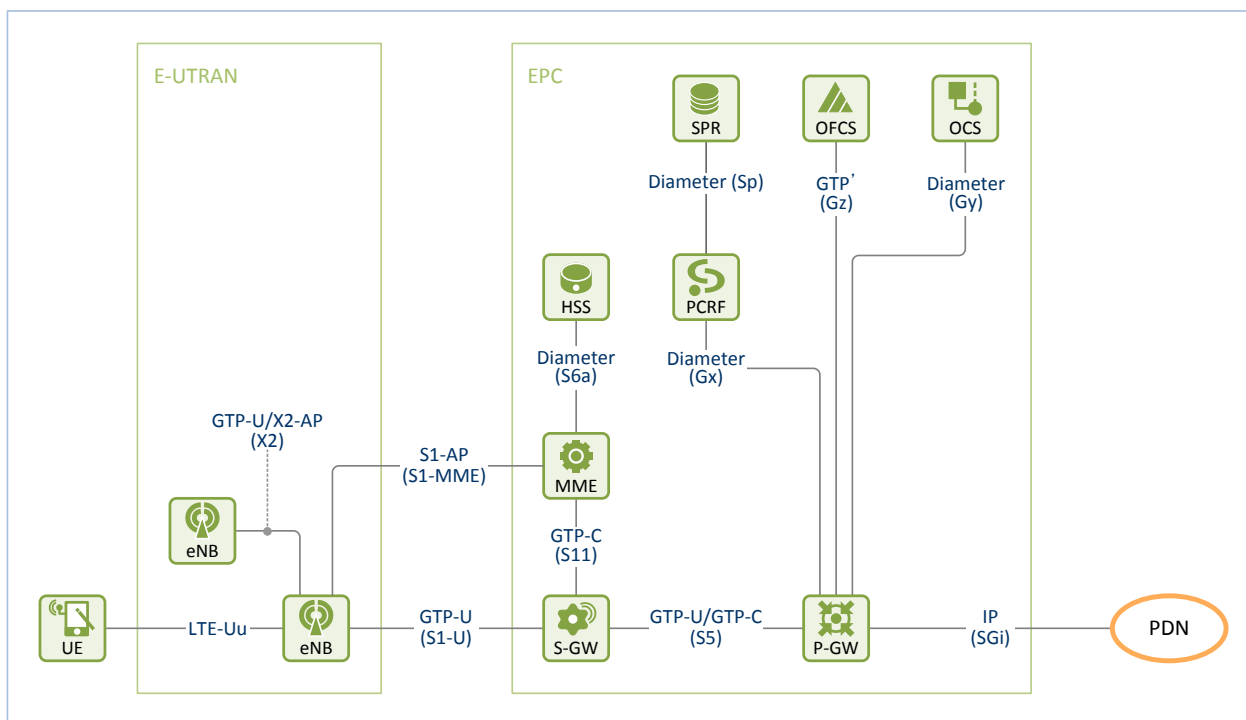 E-UTRAN
EPC
SPR
OFCS
OCS
Diameter (Sp)
GTP'
(Gz)
Diameter
(Gy)
HSS
PCRF
Diameter
(S6a)
Diameter
(Gx)
GTP-U/X2-AP
(X2)
S1-AP
(S1-MME)
MME
eNB
GTP-C
(S11)
UE
LTE-Uu
eNB
GTP-U
(S1-U)
S-GW
GTP-U/GTP-C
(S5)
P-GW
IP
(SGi)
PDN